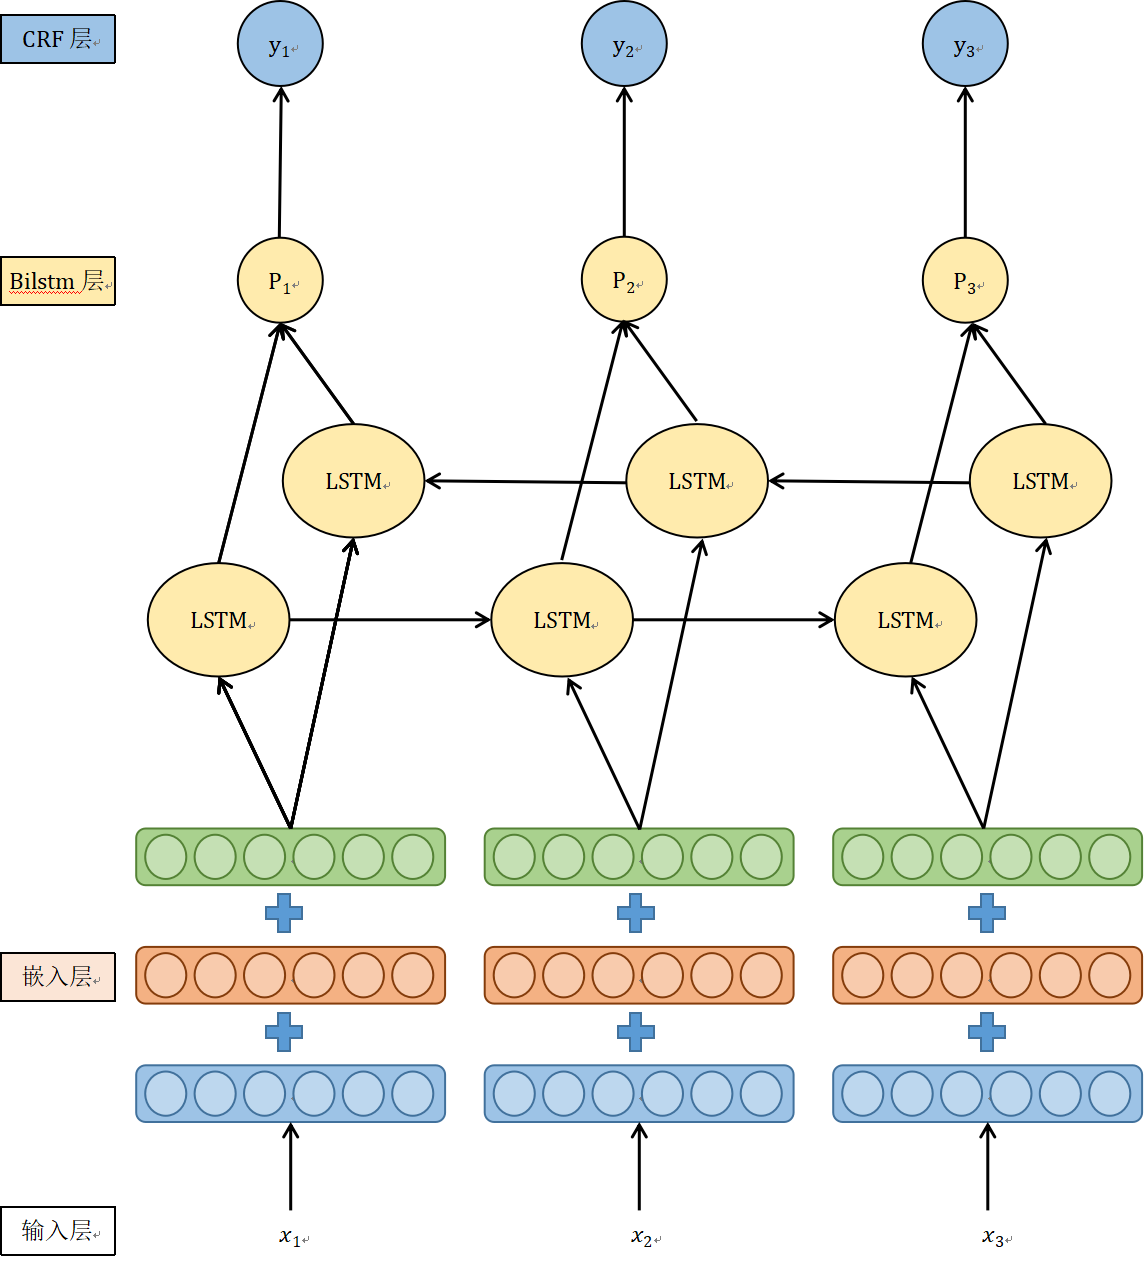 CRF 层
y1
y2
y3
Bilstm 层
P1
P2
P3
LSTM
LSTM
LSTM
LSTM
LSTM
LSTM
嵌入层
输入层
x1
x2
x3